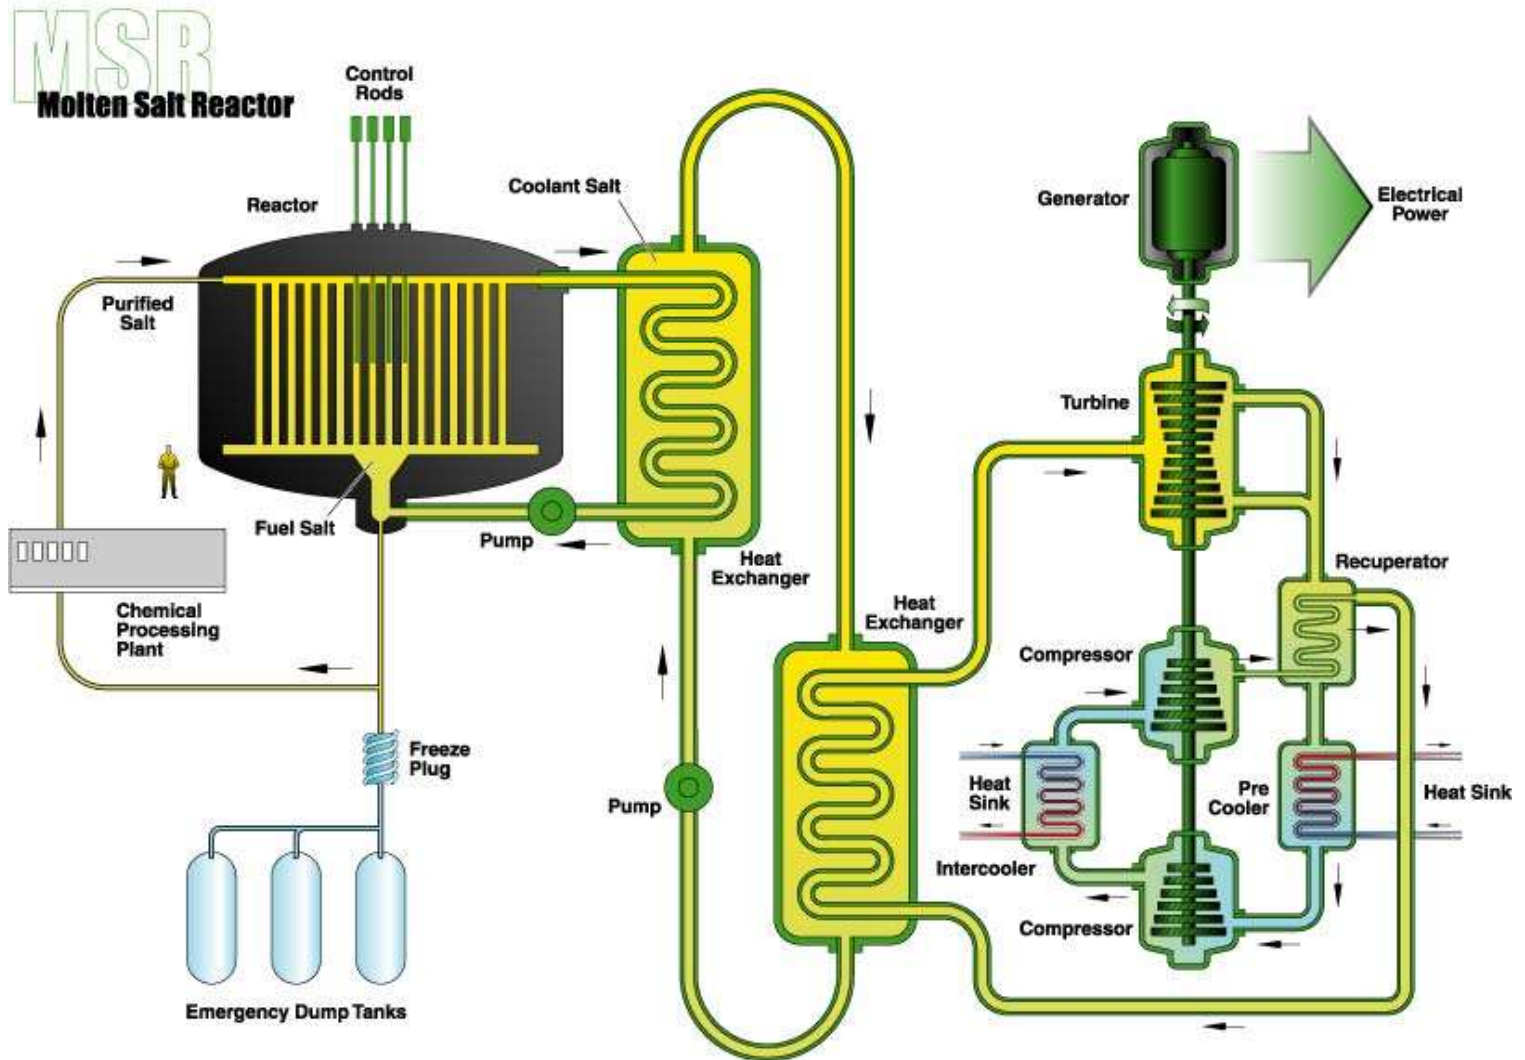 MSR
Molten Salt Reactor
Control
Rods
Reactor
Coolant Salt
Generator
Electrical
Power
Purified
Salt
Turbine
Fuel Salt
Pump
Heat
Exchanger
Recuperator
Chemical
Processing
Plant
Heat
Exchanger
Compressor
Freeze
Plug
Pump
Heat
Sink
Pre
Cooler
Heat Sink
Intercooler
Compressor
Emergency Dump Tanks